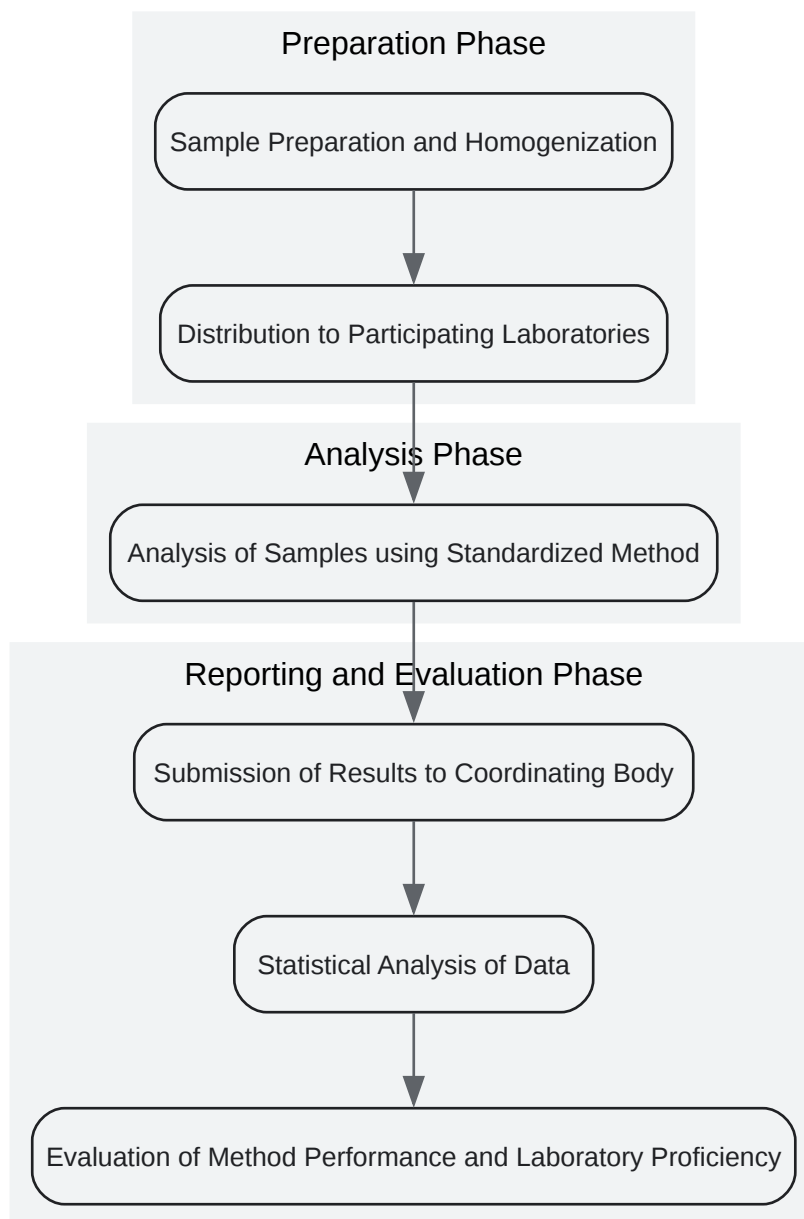 Preparation Phase
Sample Preparation and Homogenization
Distribution to Participating Laboratories
Analysis Phase
Analysis of Samples using Standardized Method
Reporting and Evaluation Phase
Submission of Results to Coordinating Body
Statistical Analysis of Data
Evaluation of Method Performance and Laboratory Proficiency